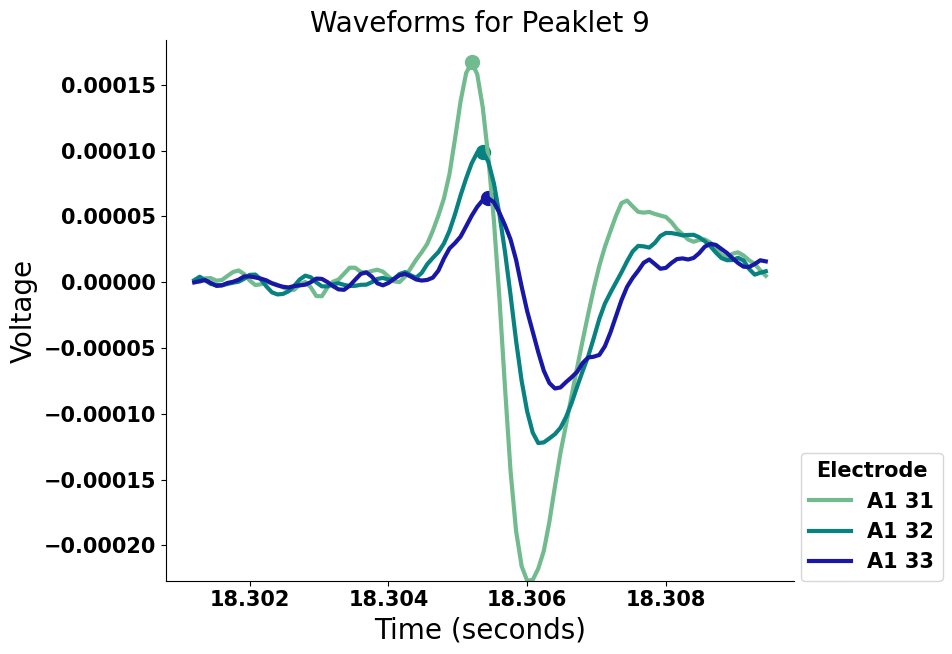 Waveforms for Peaklet 9
Voltage
0.00015
0.00010
0.00005
0.00000
−0.00005
−0.00010
−0.00015
−0.00020
18.302 18.304 18.306 18.308
Time (seconds)
Electrode
A1 31
A1 32
A1 33